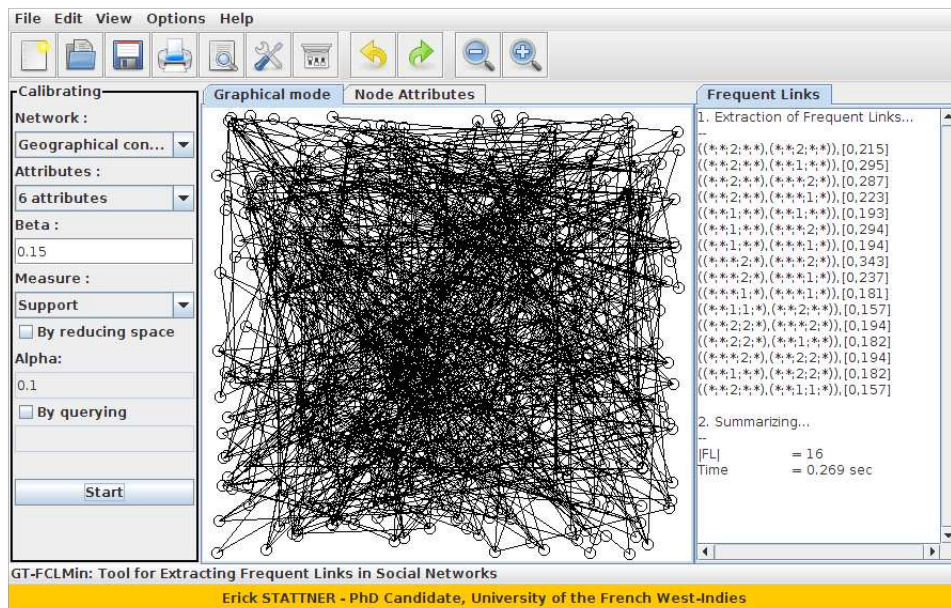 File Edit View Options Help
Calibrating
Network :
Geographical con...
Attributes :
6 attributes
Beta :
0.15
Measure :
Support
By reducing space
Alpha:
0.1
By querying
Start
Graphical mode
Node Attributes
Frequent Links
1. Extraction of Frequent Links...
--
((*;*;2;*;*),(*;*;2;*;*)),[0,215]
((*;*;2;*;*),(*;*;1;*;*)),[0,295]
((*;*;2;*;*),(*;*;*;2;*)),[0,287]
((*;*;2;*;*),(*;*;*;1;*)),[0,223]
((*;*;1;*;*),(*;*;1;*;*)),[0,193]
((*;*;1;*;*),(*;*;*;2;*)),[0,294]
((*;*;1;*;*),(*;*;*;1;*)),[0,194]
((*;*;*;2;*),(*;*;*;2;*)),[0,343]
((*;*;*;2;*),(*;*;*;1;*)),[0,237]
((*;*;*;1;*),(*;*;*;1;*)),[0,181]
((*;*;1;1;*),(*;*;2;*;*)),[0,157]
((*;*;2;2;*),(*;*;*;2;*)),[0,194]
((*;*;2;2;*),(*;*;1;*;*)),[0,182]
((*;*;*;2;*),(*;*;2;2;*)),[0,194]
((*;*;1;*;*),(*;*;2;2;*)),[0,182]
((*;*;2;*;*),(*;*;1;1;*)),[0,157]
2. Summarizing...
--
|FL| = 16
Time = 0.269 sec
GT-FCLMin: Tool for Extracting Frequent Links in Social Networks
Erick STATTNER - PhD Candidate, University of the French West-Indies